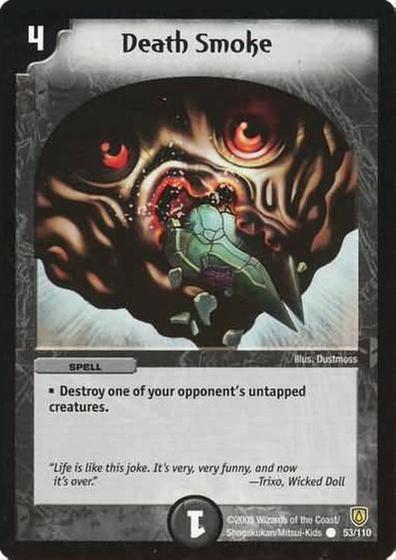 4 Death Smoke
illus. Dustmoss
SPELL
▪ Destroy one of your opponent's untapped
creatures.
"Life is like this joke. It's very, very funny, and now
it's over." —Trixo, Wicked Doll
1
©2005 Wizards of the Coast/
Shogakukan/Mitsui-Kids ● 53/110